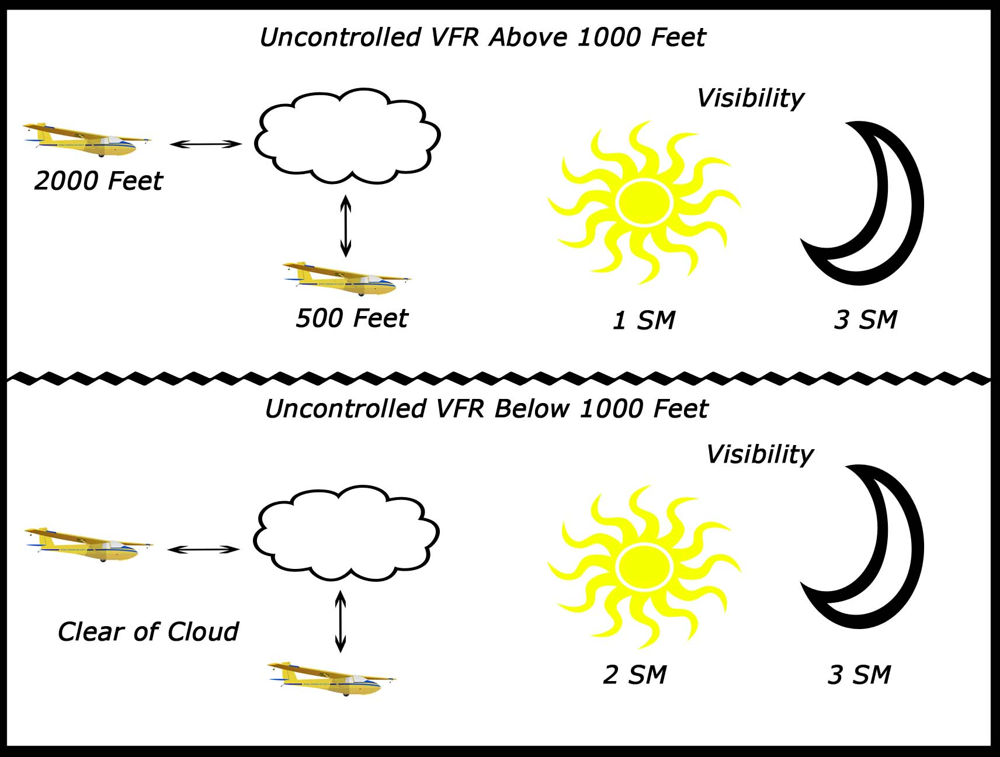 Uncontrolled VFR Above 1000 Feet
Visibility
2000 Feet
500 Feet
1 SM
3 SM
Uncontrolled VFR Below 1000 Feet
Visibility
Clear of Cloud
2 SM
3 SM